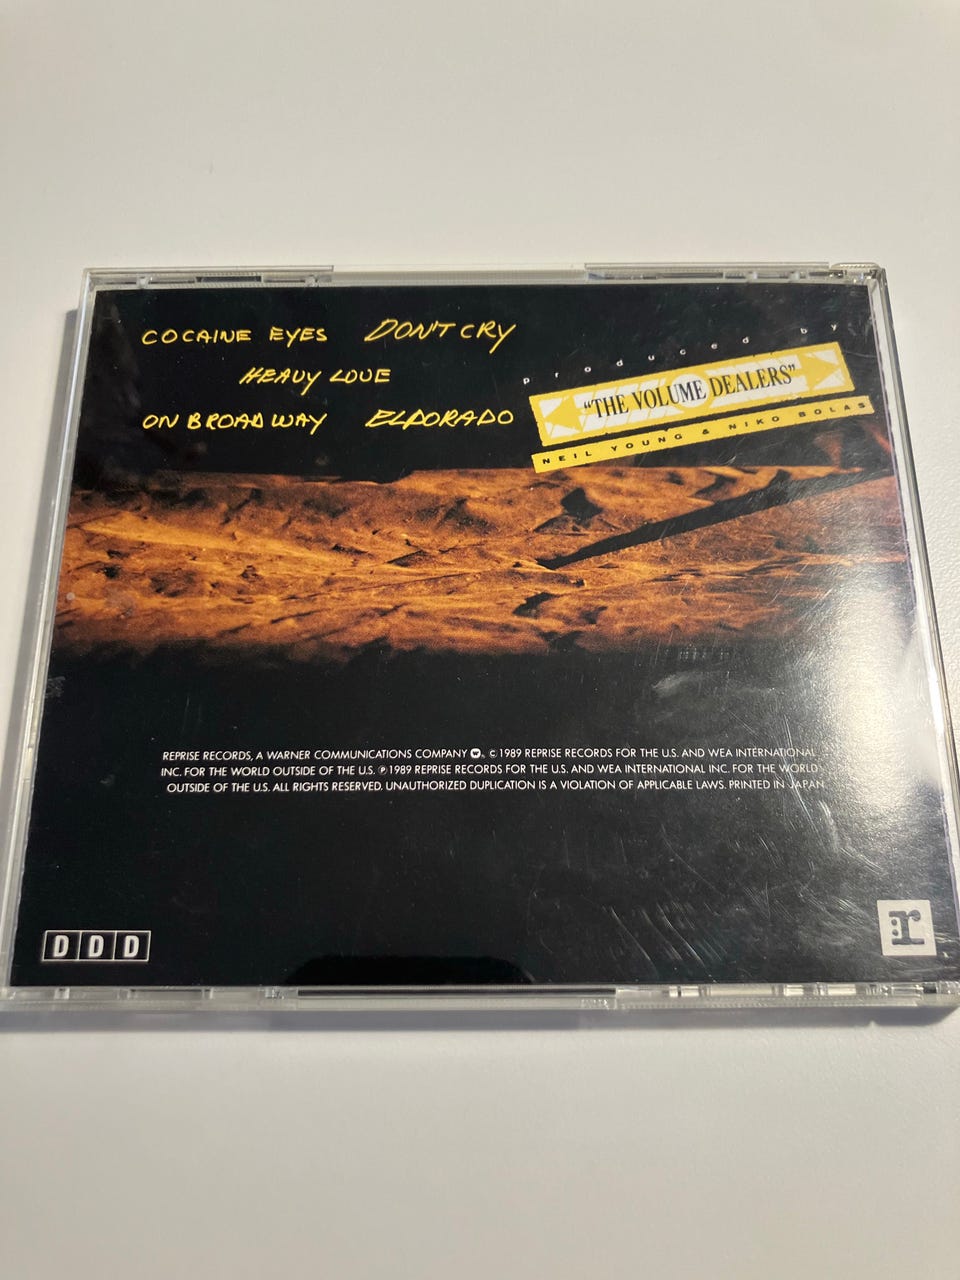 COCAINE EYES DON'T CRY
HEAVY LOVE
ON BROADWAY ELDORADO
produced by
"THE VOLUME DEALERS"
NEIL YOUNG & NIKO BOLAS
REPRISE RECORDS, A WARNER COMMUNICATIONS COMPANY W. © 1989 REPRISE RECORDS FOR THE U.S. AND WEA INTERNATIONAL
INC. FOR THE WORLD OUTSIDE OF THE U.S. ℗ 1989 REPRISE RECORDS FOR THE U.S. AND WEA INTERNATIONAL INC. FOR THE WORLD
OUTSIDE OF THE U.S. ALL RIGHTS RESERVED. UNAUTHORIZED DUPLICATION IS A VIOLATION OF APPLICABLE LAWS. PRINTED IN JAPAN
DDD
:r